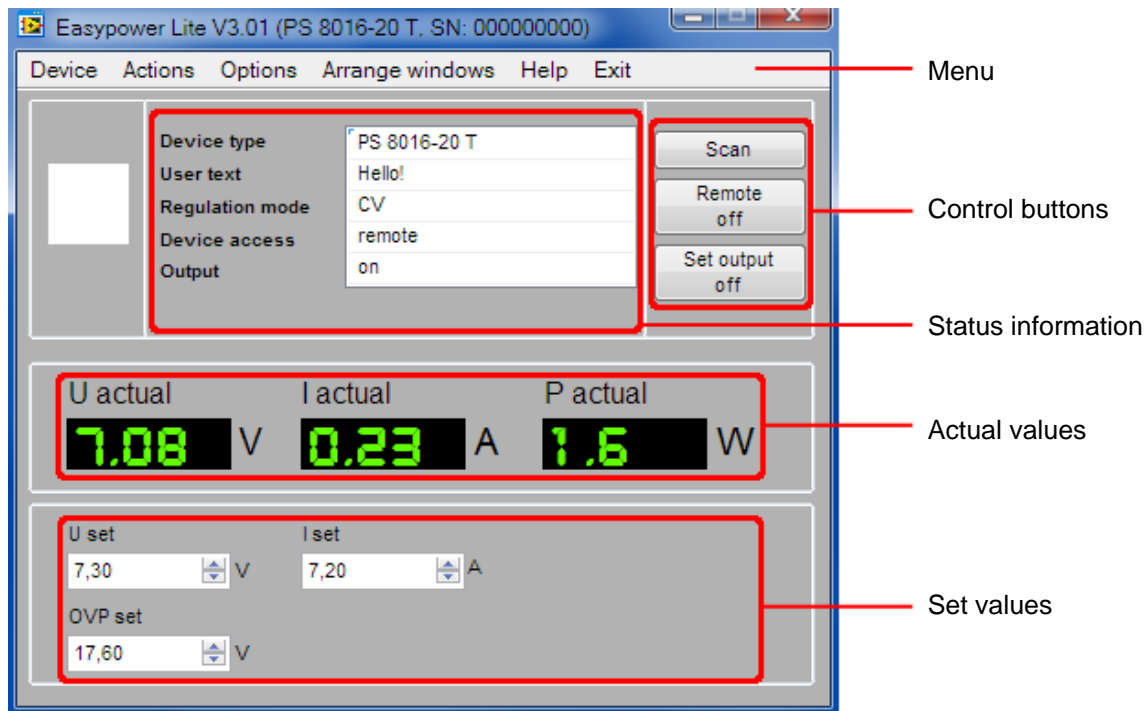 Easypower Lite V3.01 (PS 8016-20 T, SN: 000000000)
Device Actions Options Arrange windows Help Exit
Menu
Device type PS 8016-20 T
User text Hello!
Regulation mode CV
Device access remote
Output on
Scan
Remote
off
Set output
off
Control buttons
Status information
U actual I actual P actual
7.08 V 0.23 A 1.6 W
Actual values
U set I set
7,30 V 7,20 A
OVP set
17,60 V
Set values